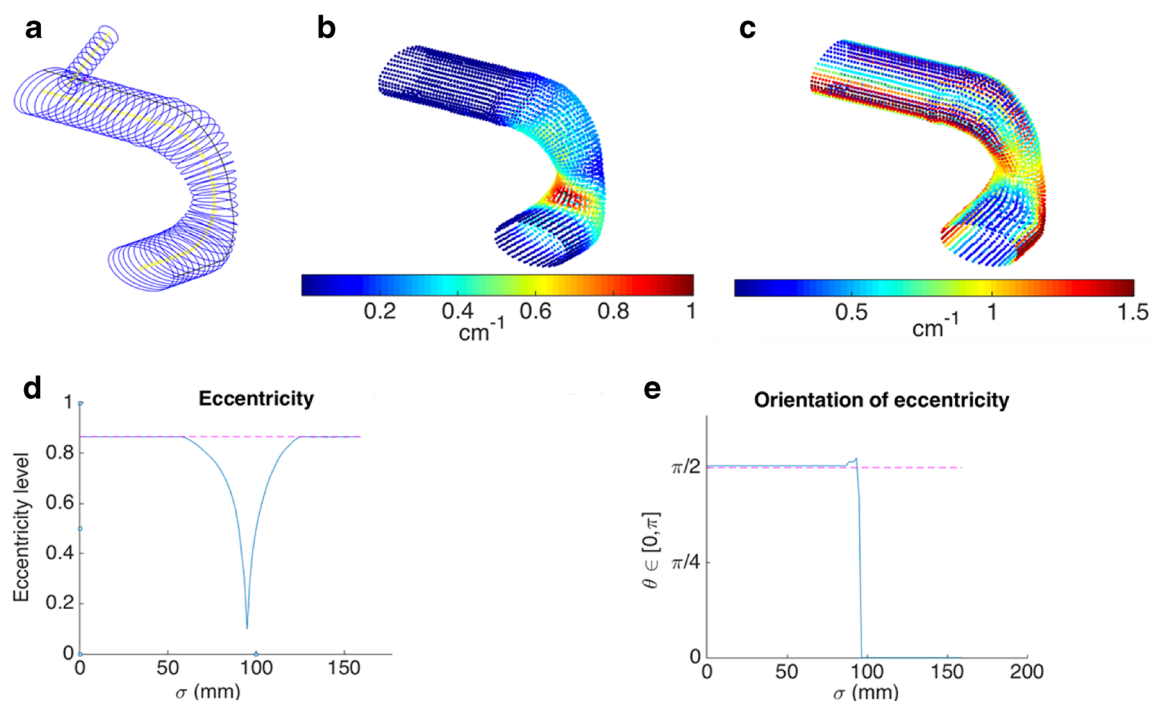 a
b
c
0.2 0.4 0.6 0.8 1
cm-1
0.5 1 1.5
cm-1
d
Eccentricity
1
0.8
0.6
0.4
0.2
0
Eccentricity level
0 50 100 150
σ (mm)
e
Orientation of eccentricity
π/2
π/4
0
θ ∈ [0,π]
0 50 100 150 200
σ (mm)